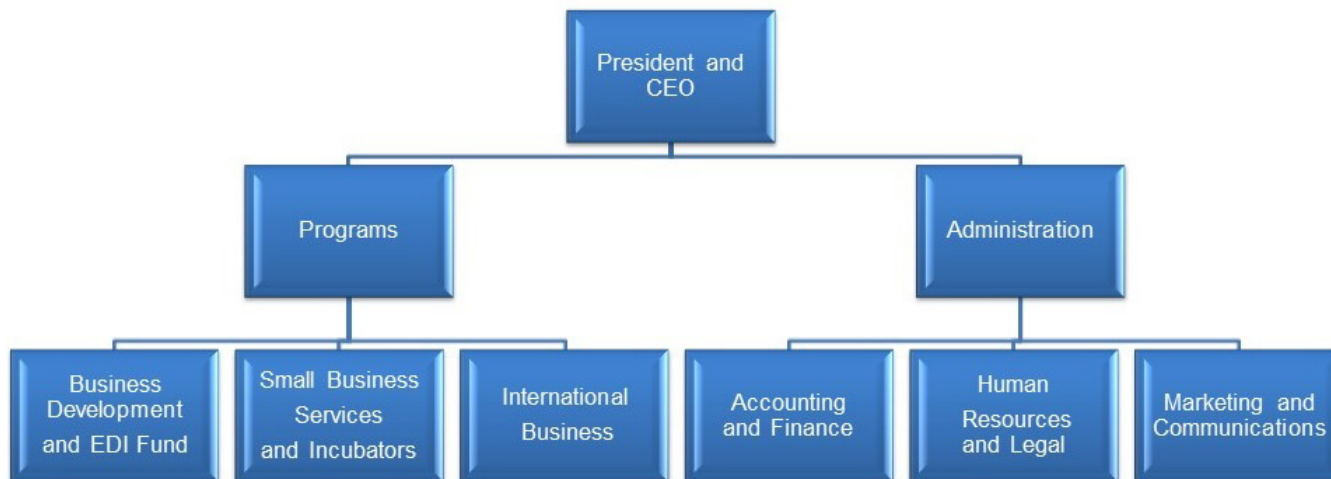 President and
CEO
Programs
Administration
Business
Development
and EDI Fund
Small Business
Services
and Incubators
International
Business
Accounting
and Finance
Human
Resources
and Legal
Marketing and
Communications